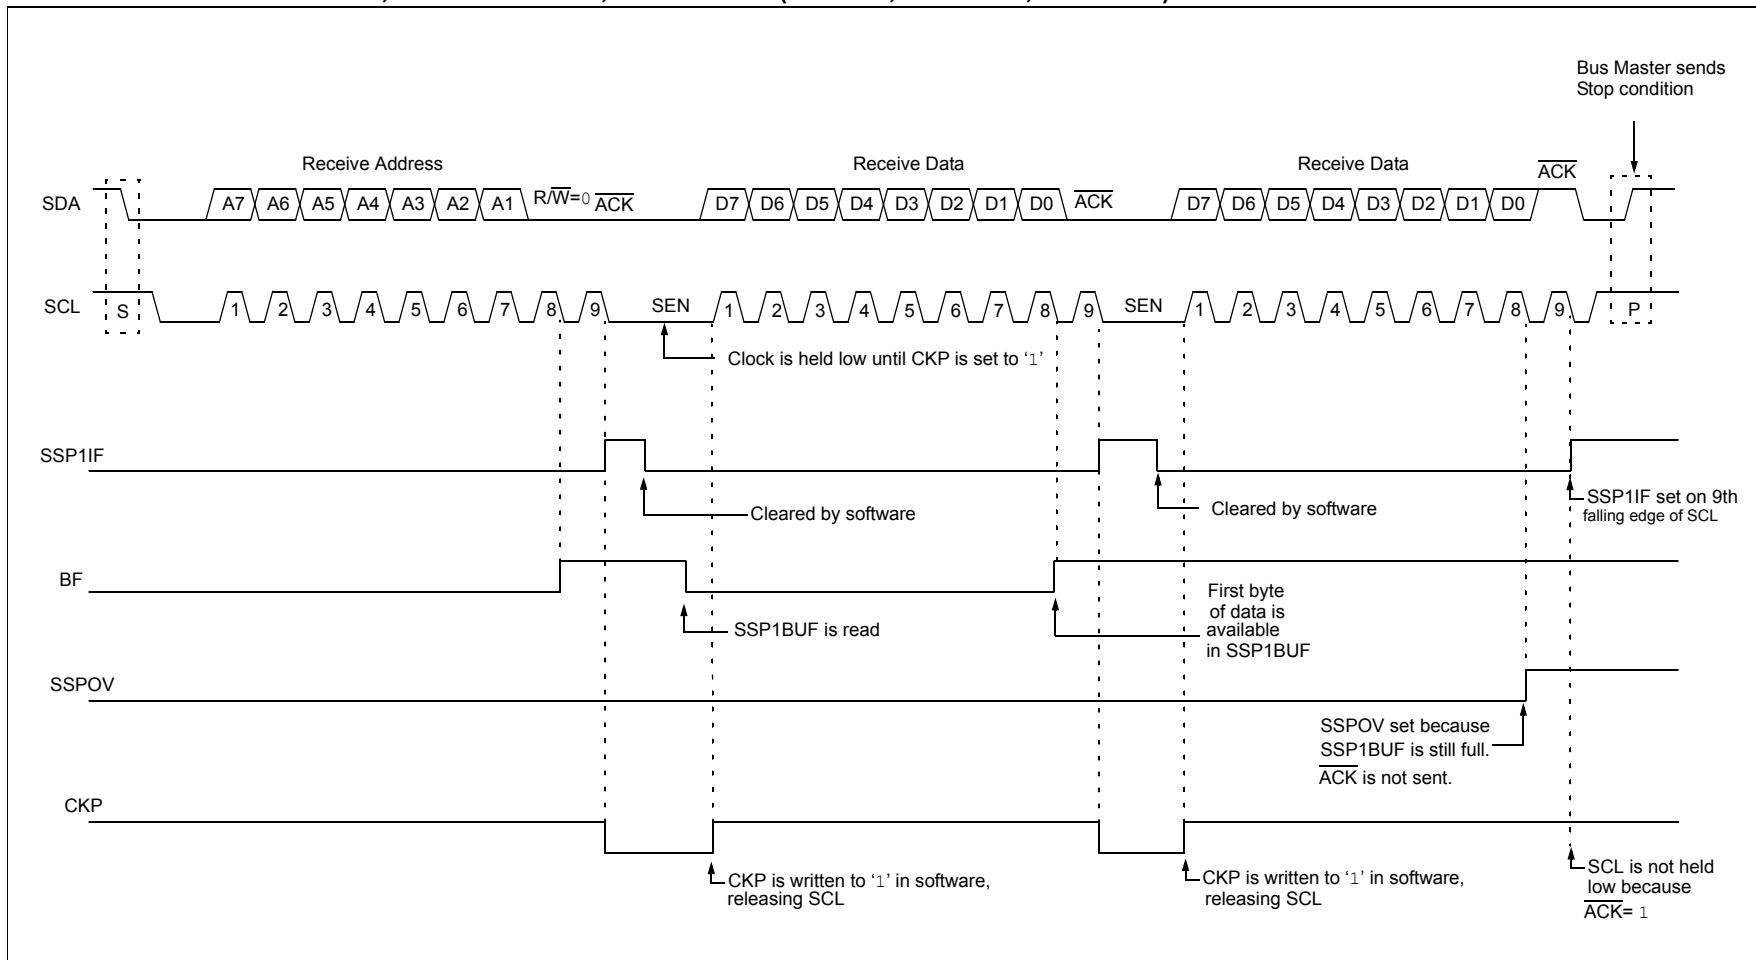 Bus Master sends
Stop condition
Receive Address
Receive Data
Receive Data
ACK
SDA
A7 A6 A5 A4 A3 A2 A1 R/W=0 ACK
D7 D6 D5 D4 D3 D2 D1 D0 ACK
D7 D6 D5 D4 D3 D2 D1 D0
SCL
S
1 2 3 4 5 6 7 8 9 SEN
1 2 3 4 5 6 7 8 9 SEN
1 2 3 4 5 6 7 8 9
P
Clock is held low until CKP is set to ‘1’
SSP1IF
Cleared by software
Cleared by software
SSP1IF set on 9th
falling edge of SCL
BF
SSP1BUF is read
First byte
of data is
available
in SSP1BUF
SSPOV
SSPOV set because
SSP1BUF is still full.
ACK is not sent.
CKP
CKP is written to ‘1’ in software,
releasing SCL
CKP is written to ‘1’ in software,
releasing SCL
SCL is not held
low because
ACK= 1